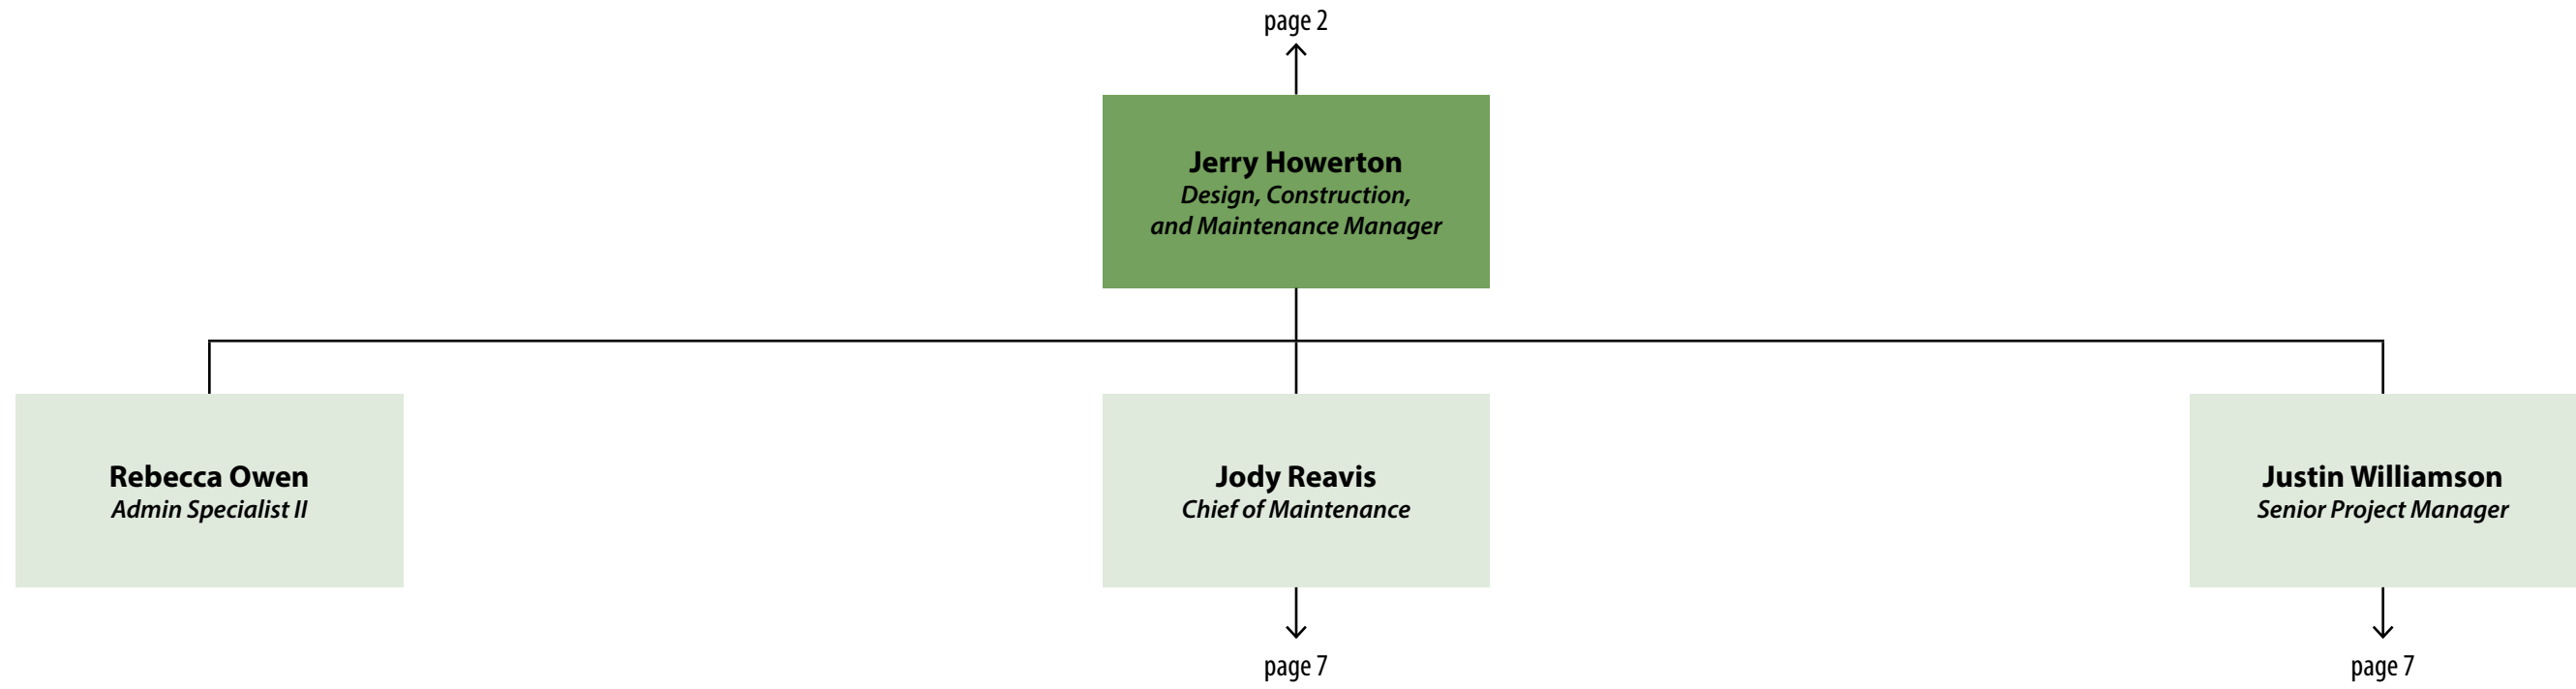 page 2
Jerry Howerton
Design, Construction,
and Maintenance Manager
Rebecca Owen
Admin Specialist II
Jody Reavis
Chief of Maintenance
Justin Williamson
Senior Project Manager
page 7
page 7